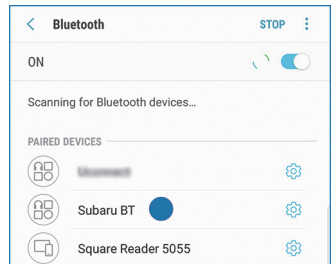 Bluetooth STOP
ON
Scanning for Bluetooth devices...
PAIRED DEVICES
Subaru BT
Square Reader 5055